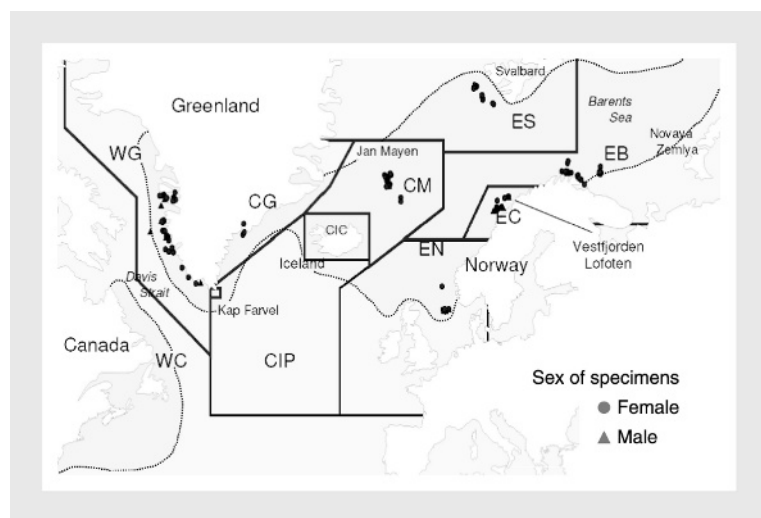 Svalbard
Greenland
Barents
Sea
ES
Novaya
Zemlya
WG
Jan Mayen
EB
CG
CM
EC
CIC
Vestfjorden
Lofoten
Iceland
EN
Norway
Davis
Strait
Kap Farvel
Canada
WC
CIP
Sex of specimens
Female
Male